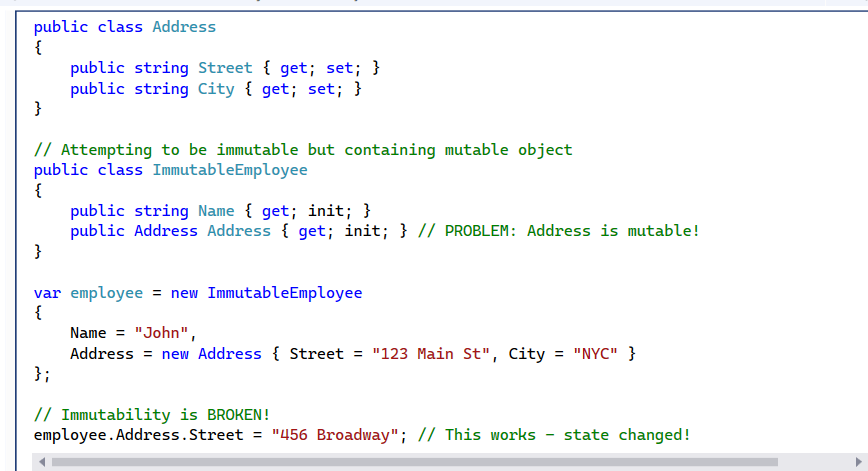 public class Address
{
    public string Street { get; set; }
    public string City { get; set; }
}

// Attempting to be immutable but containing mutable object
public class ImmutableEmployee
{
    public string Name { get; init; }
    public Address Address { get; init; } // PROBLEM: Address is mutable!
}

var employee = new ImmutableEmployee
{
    Name = "John",
    Address = new Address { Street = "123 Main St", City = "NYC" }
};

// Immutability is BROKEN!
employee.Address.Street = "456 Broadway"; // This works – state changed!